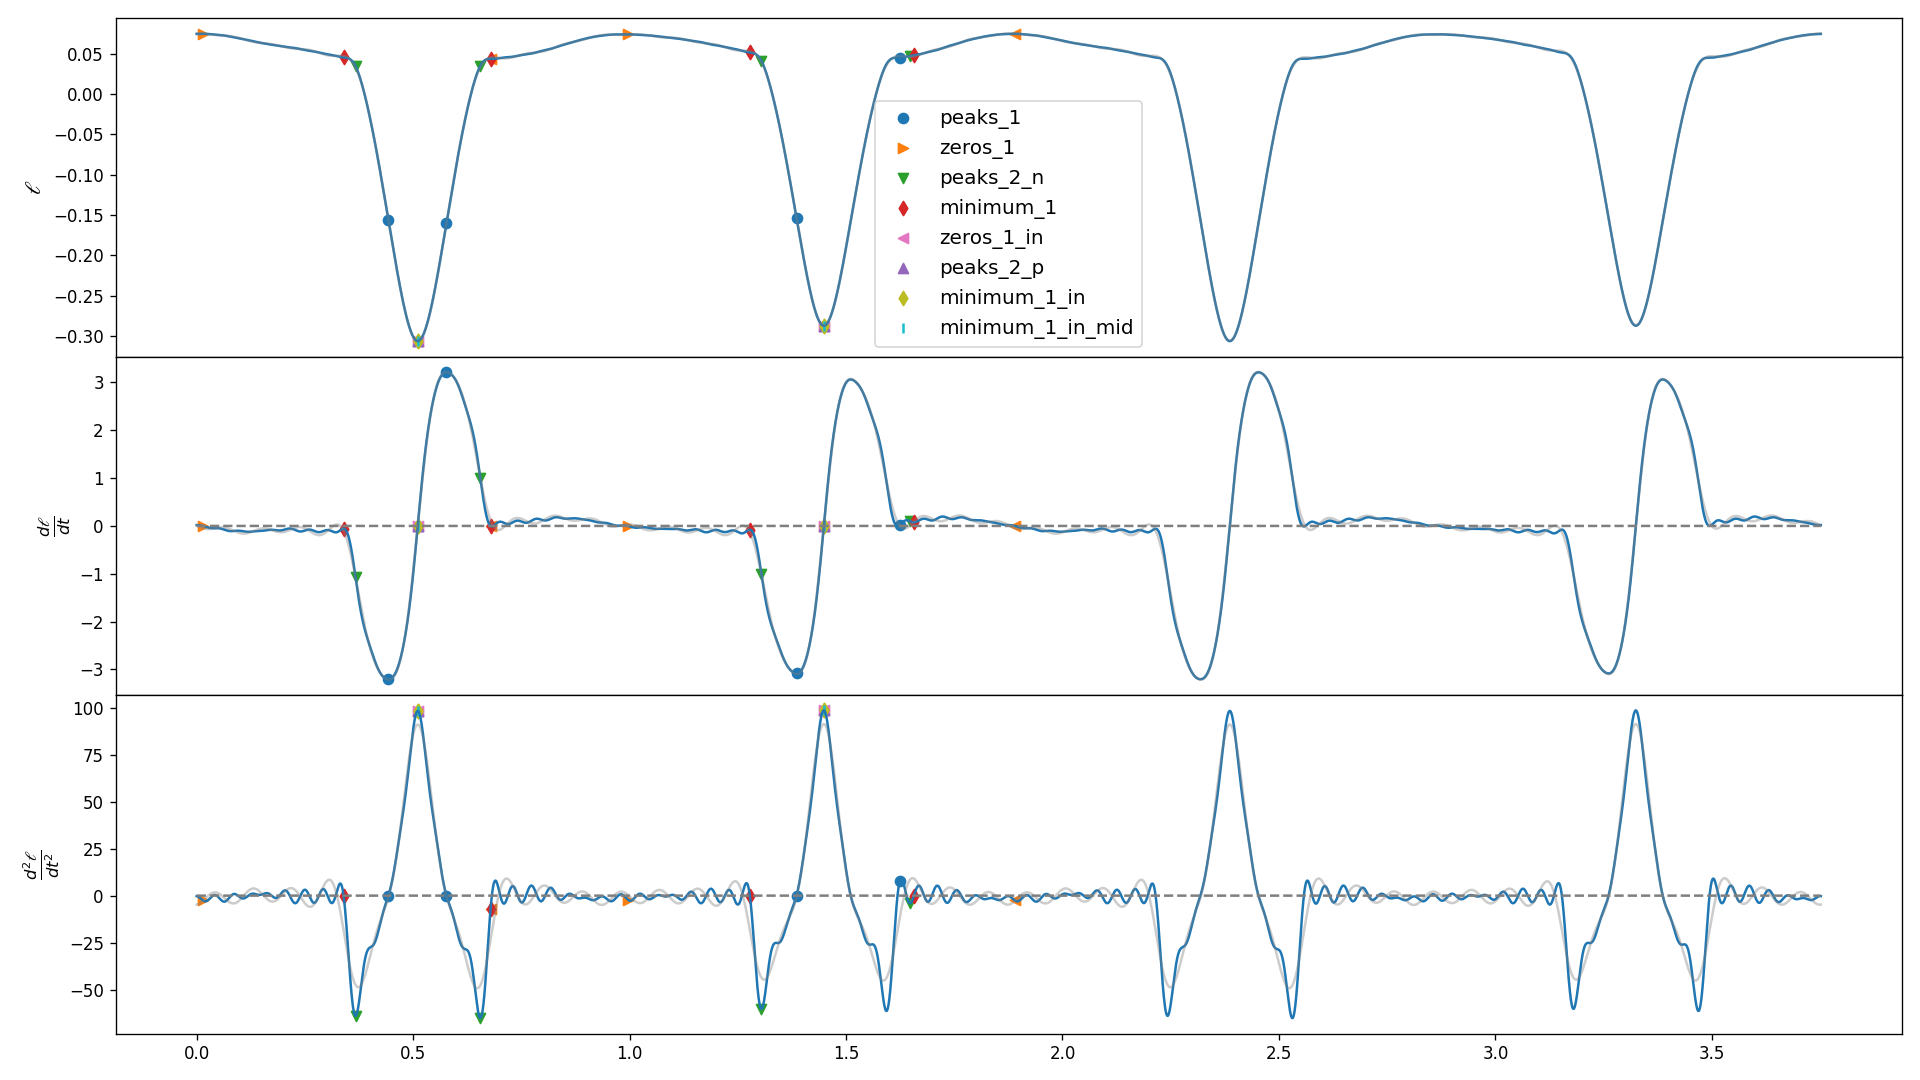 0.05
0.00
−0.05
−0.10
−0.15
−0.20
−0.25
−0.30
ℓ
peaks_1
zeros_1
peaks_2_n
minimum_1
zeros_1_in
peaks_2_p
minimum_1_in
minimum_1_in_mid
3
2
1
0
−1
−2
−3
dℓ
dt
100
75
50
25
0
−25
−50
d²ℓ
dt²
0.0 0.5 1.0 1.5 2.0 2.5 3.0 3.5